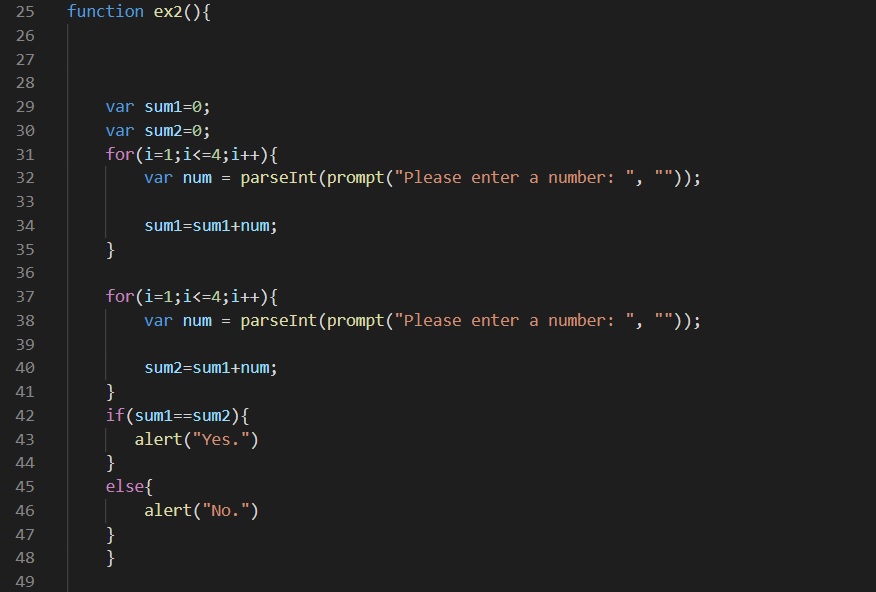 25 function ex2(){
26
27
28
29 var sum1=0;
30 var sum2=0;
31 for(i=1;i<=4;i++){
32 var num = parseInt(prompt("Please enter a number: ", ""));
33
34 sum1=sum1+num;
35 }
36
37 for(i=1;i<=4;i++){
38 var num = parseInt(prompt("Please enter a number: ", ""));
39
40 sum2=sum1+num;
41 }
42 if(sum1==sum2){
43 alert("Yes.")
44 }
45 else{
46 alert("No.")
47 }
48 }
49